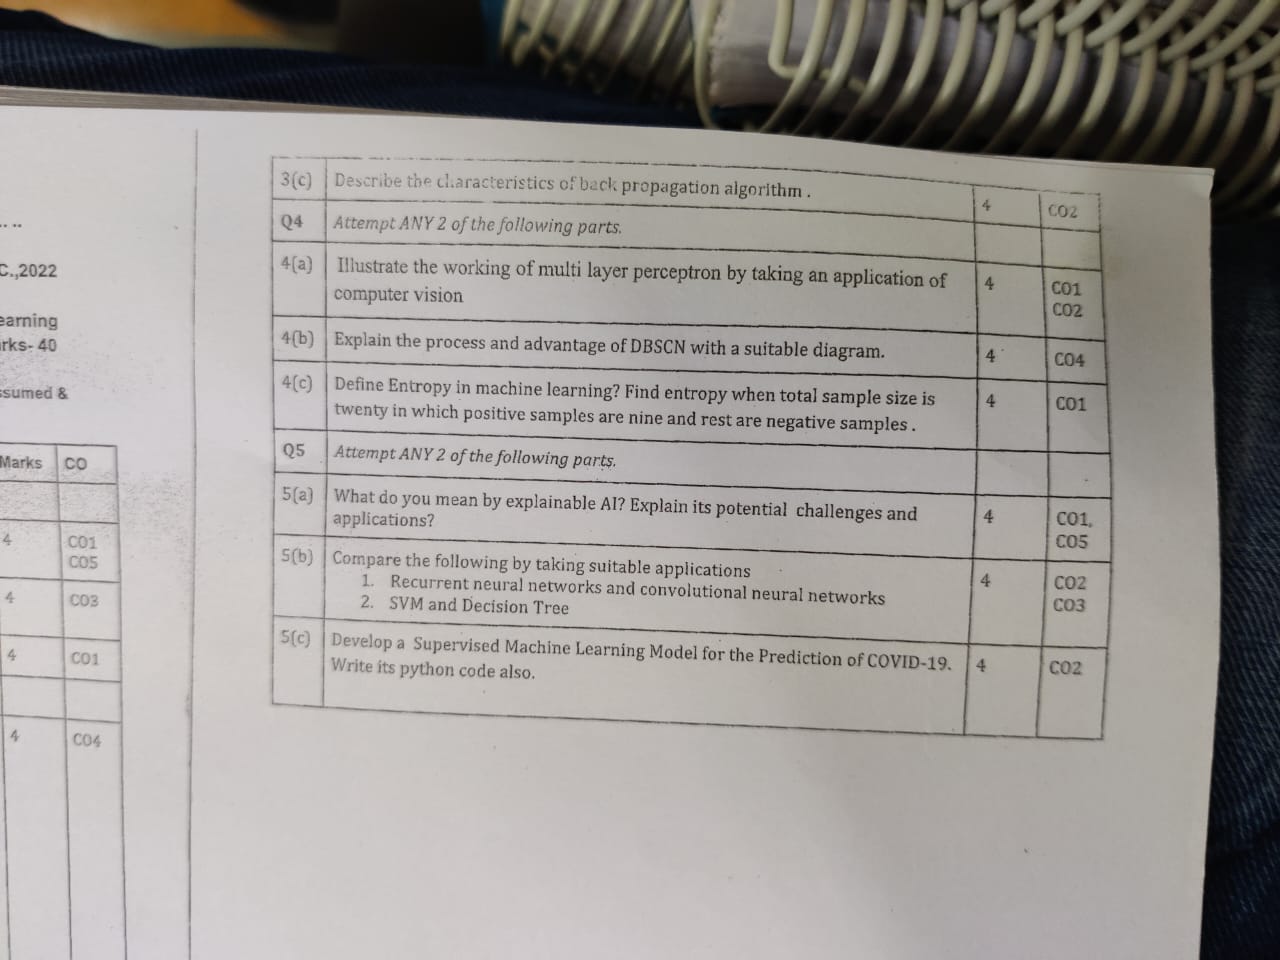 .. ..
C.,2022
earning
rks- 40
ssumed &
Marks CO
4 CO1
CO5
4 CO3
4 CO1
4 CO4
3(c) Describe the characteristics of back propagation algorithm . 4 CO2
Q4 Attempt ANY 2 of the following parts.
4(a) Illustrate the working of multi layer perceptron by taking an application of 4 CO1
computer vision CO2
4(b) Explain the process and advantage of DBSCN with a suitable diagram. 4 CO4
4(c) Define Entropy in machine learning? Find entropy when total sample size is 4 CO1
twenty in which positive samples are nine and rest are negative samples .
Q5 Attempt ANY 2 of the following parts.
5(a) What do you mean by explainable AI? Explain its potential challenges and 4 CO1,
applications? CO5
5(b) Compare the following by taking suitable applications 4 CO2
1. Recurrent neural networks and convolutional neural networks CO3
2. SVM and Decision Tree
5(c) Develop a Supervised Machine Learning Model for the Prediction of COVID-19. 4 CO2
Write its python code also.